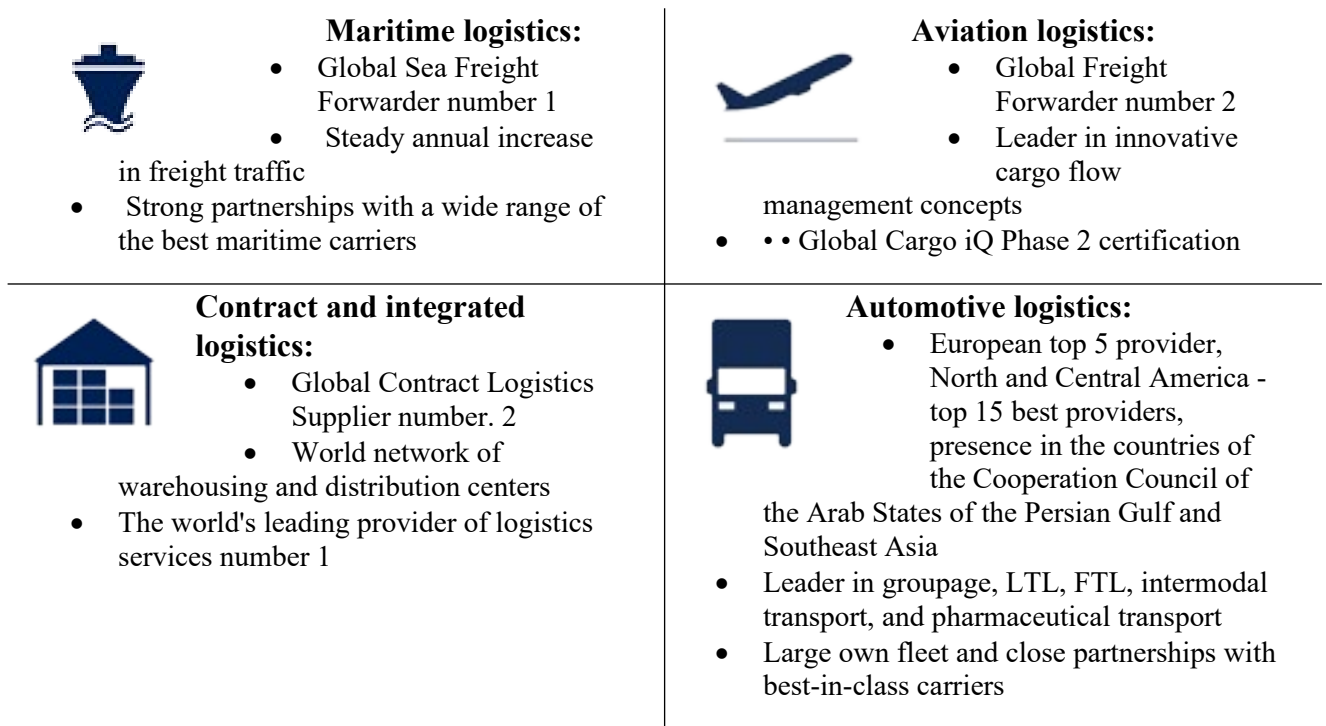 Maritime logistics:
• Global Sea Freight
Forwarder number 1
• Steady annual increase
in freight traffic
• Strong partnerships with a wide range of
the best maritime carriers
Aviation logistics:
• Global Freight
Forwarder number 2
• Leader in innovative
cargo flow
management concepts
• • • Global Cargo iQ Phase 2 certification
Contract and integrated
logistics:
• Global Contract Logistics
Supplier number. 2
• World network of
warehousing and distribution centers
• The world's leading provider of logistics
services number 1
Automotive logistics:
• European top 5 provider,
North and Central America -
top 15 best providers,
presence in the countries of
the Cooperation Council of
the Arab States of the Persian Gulf and
Southeast Asia
• Leader in groupage, LTL, FTL, intermodal
transport, and pharmaceutical transport
• Large own fleet and close partnerships with
best-in-class carriers